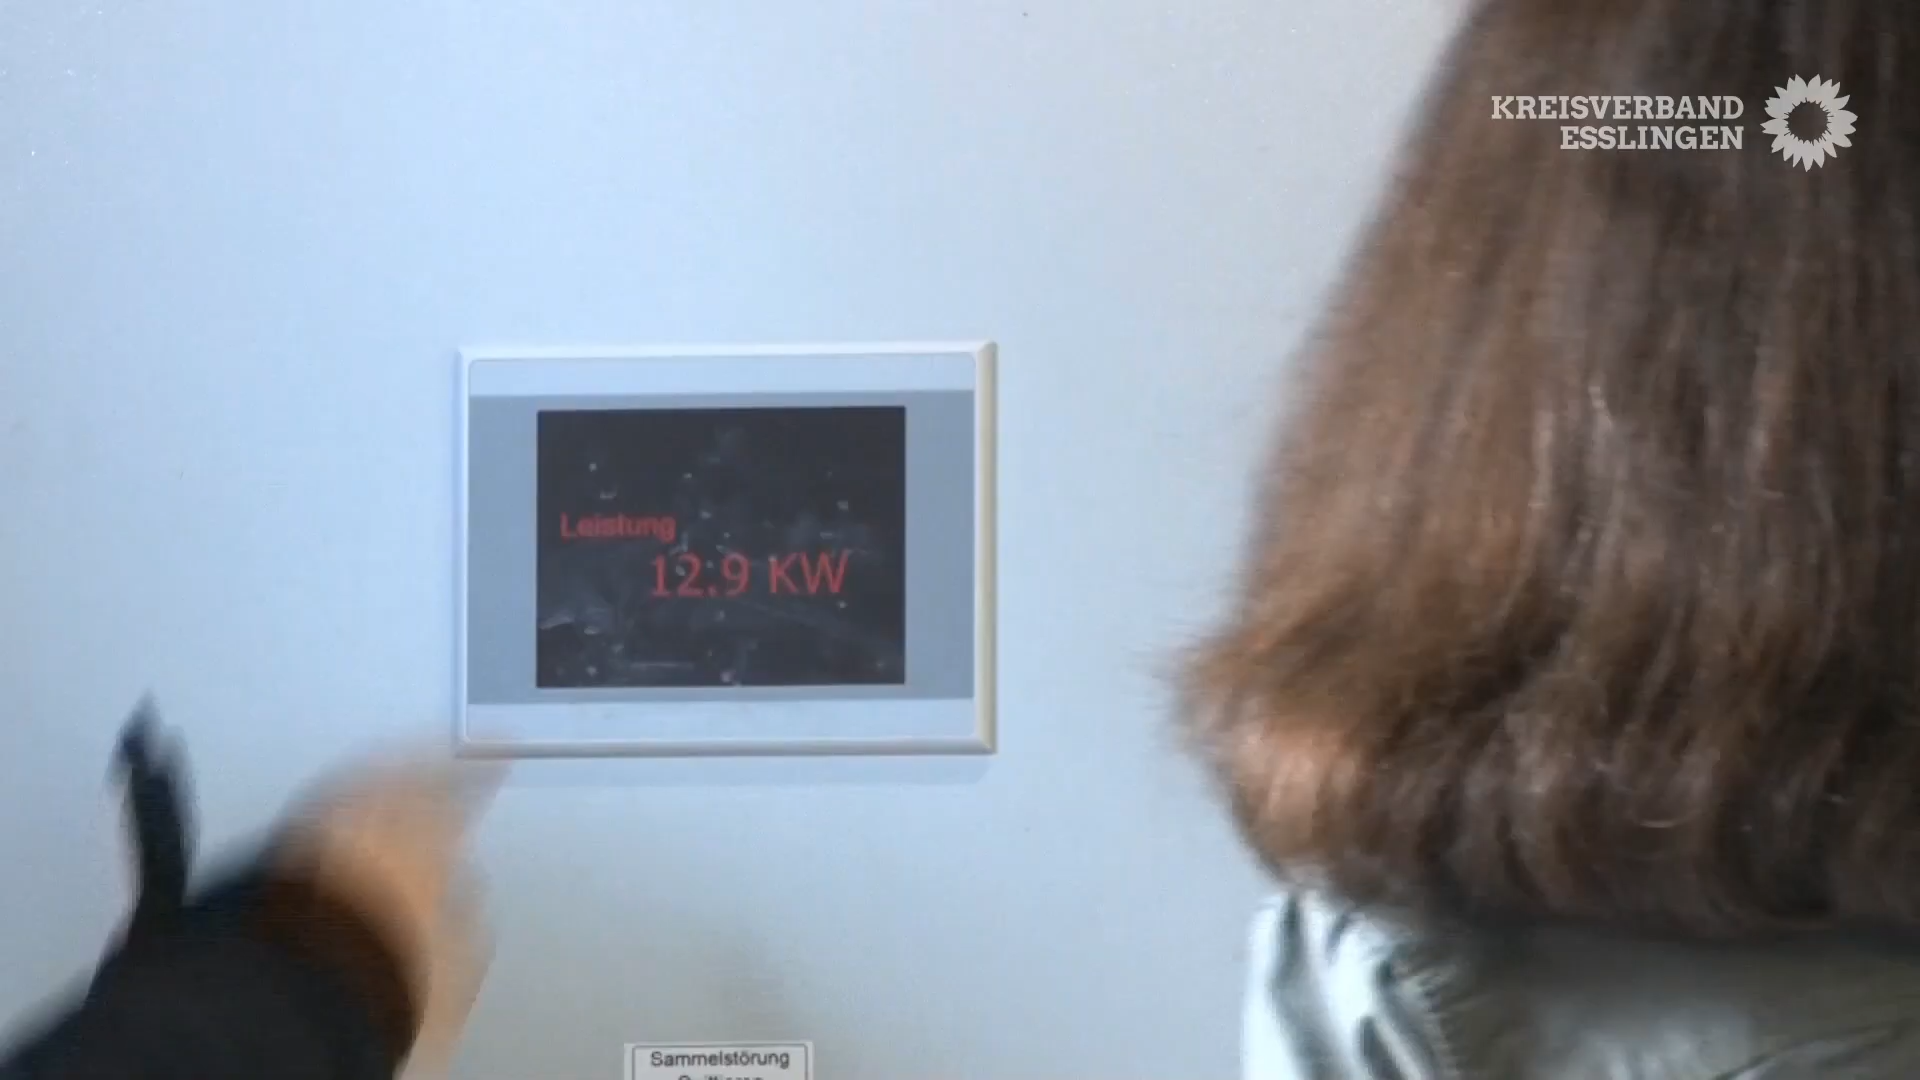 KREISVERBAND
ESSLINGEN
Leistung
12.9 KW
Sammelstörung